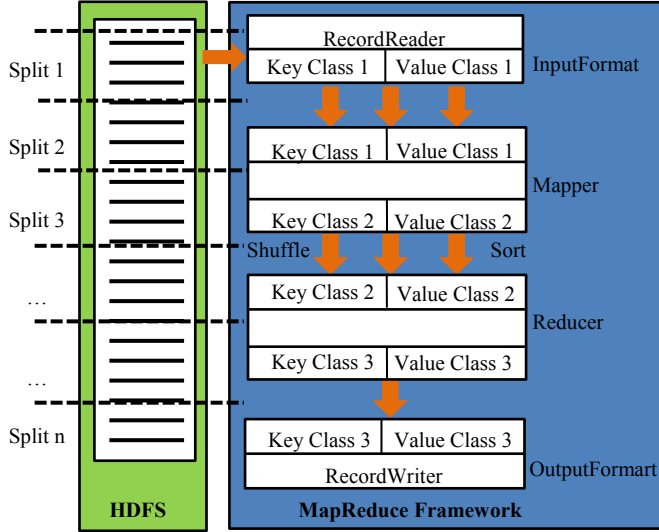 Split 1
Split 2
Split 3
…
…
Split n
HDFS
RecordReader
Key Class 1 Value Class 1
InputFormat
Key Class 1 Value Class 1
Mapper
Key Class 2 Value Class 2
Shuffle Sort
Key Class 2 Value Class 2
Reducer
Key Class 3 Value Class 3
Key Class 3 Value Class 3
RecordWriter
OutputFormart
MapReduce Framework